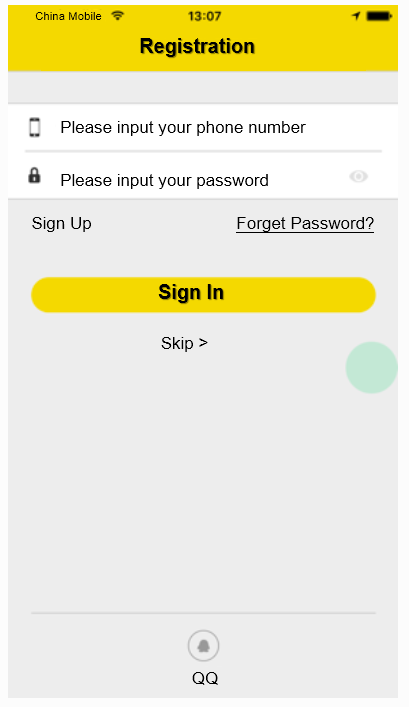 China Mobile 13:07
Registration
Please input your phone number
Please input your password
Sign Up Forget Password?
Sign In
Skip >
QQ